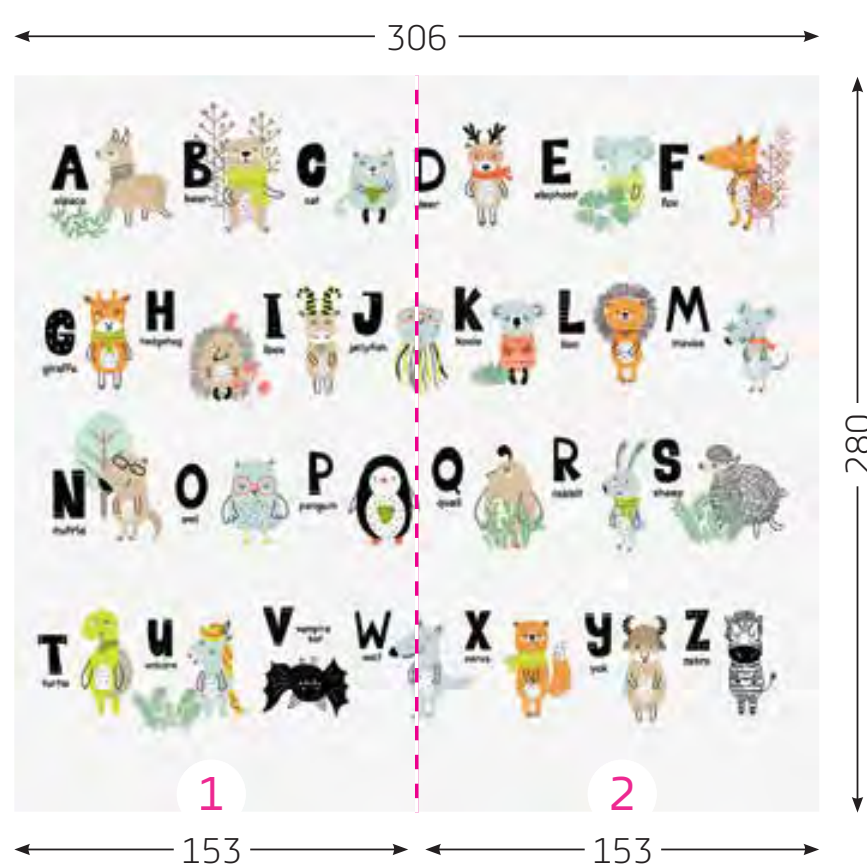 306
A B C D E F
alpaca bear cat deer elephant fox
280
G H I J K L M
giraffe hedgehog ibex jellyfish koala lion mouse
N O P Q R S
owl penguin quail rabbit sheep
T U V W X Y Z
turtle unicorn vampire bat wolf xerus yak zebra
1 2
153 153